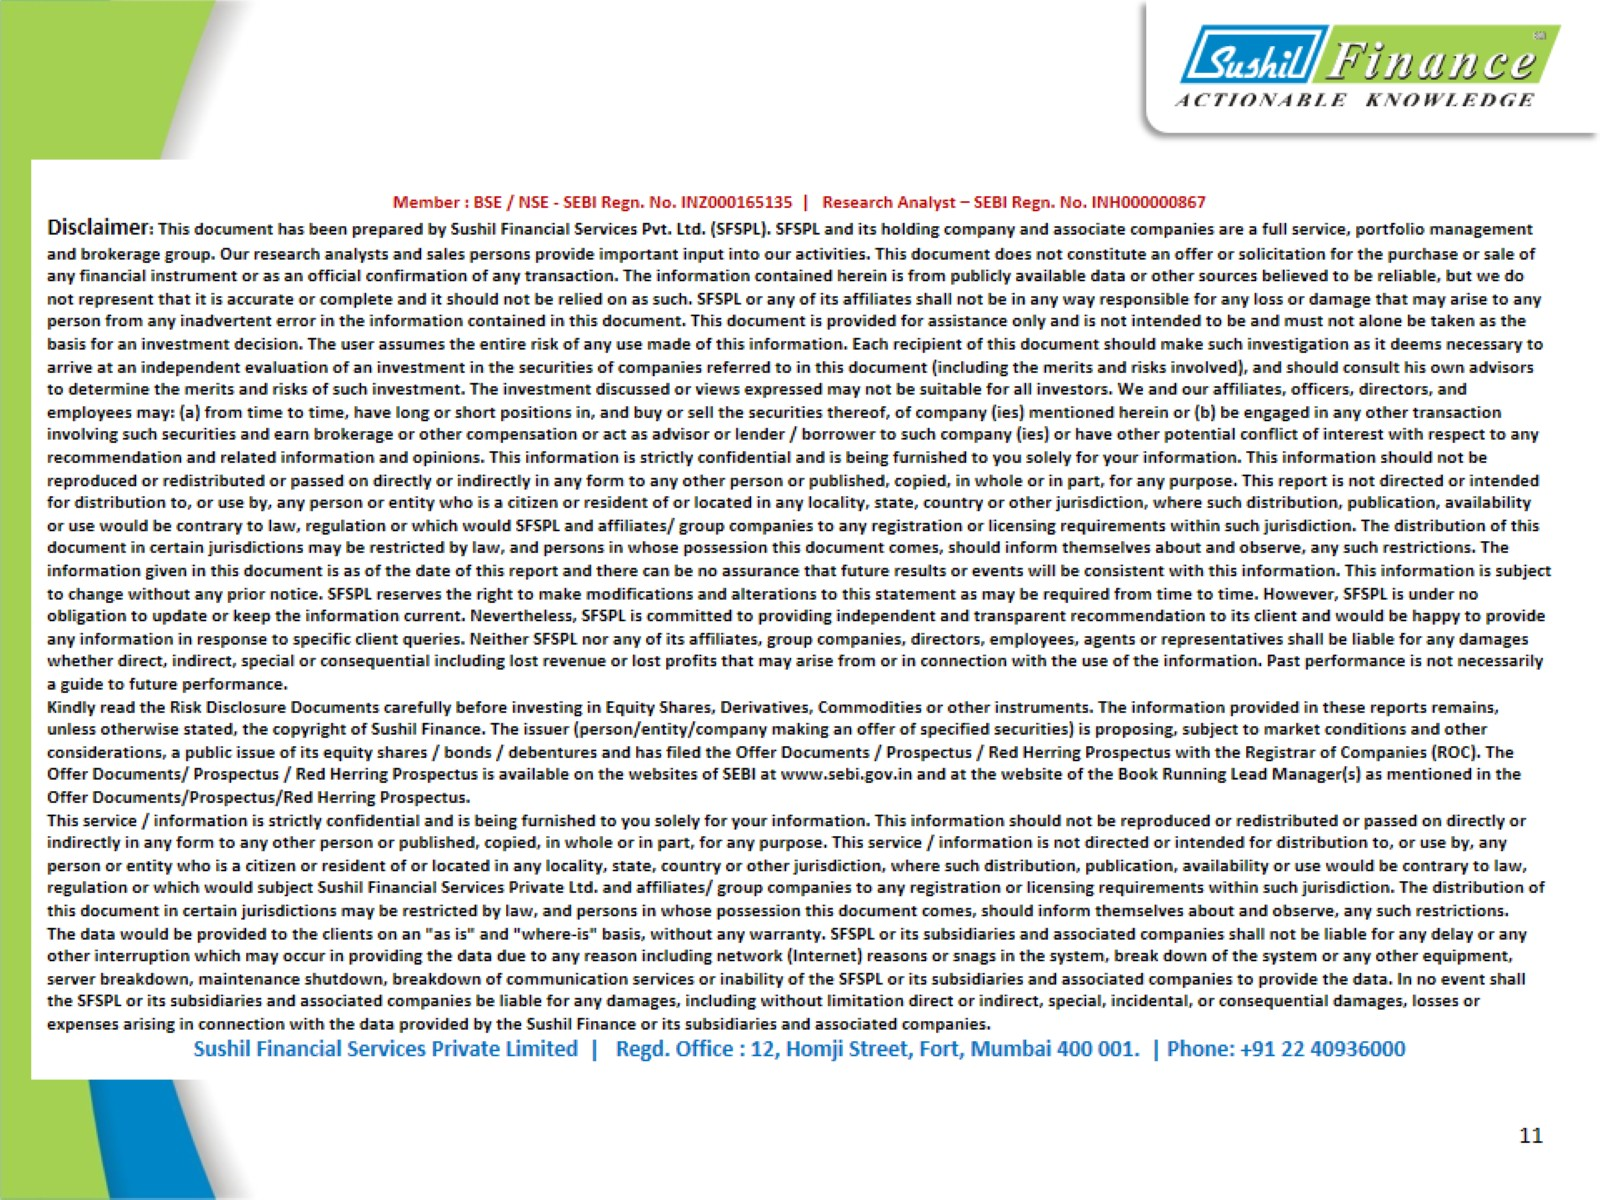 Sushil Finance
ACTIONABLE KNOWLEDGE
Member : BSE / NSE - SEBI Regn. No. INZ000165135 | Research Analyst – SEBI Regn. No. INH000000867
Disclaimer: This document has been prepared by Sushil Financial Services Pvt. Ltd. (SFSPL). SFSPL and its holding company and associate companies are a full service, portfolio management
and brokerage group. Our research analysts and sales persons provide important input into our activities. This document does not constitute an offer or solicitation for the purchase or sale of
any financial instrument or as an official confirmation of any transaction. The information contained herein is from publicly available data or other sources believed to be reliable, but we do
not represent that it is accurate or complete and it should not be relied on as such. SFSPL or any of its affiliates shall not be in any way responsible for any loss or damage that may arise to any
person from any inadvertent error in the information contained in this document. This document is provided for assistance only and is not intended to be and must not alone be taken as the
basis for an investment decision. The user assumes the entire risk of any use made of this information. Each recipient of this document should make such investigation as it deems necessary to
arrive at an independent evaluation of an investment in the securities of companies referred to in this document (including the merits and risks involved), and should consult his own advisors
to determine the merits and risks of such investment. The investment discussed or views expressed may not be suitable for all investors. We and our affiliates, officers, directors, and
employees may: (a) from time to time, have long or short positions in, and buy or sell the securities thereof, of company (ies) mentioned herein or (b) be engaged in any other transaction
involving such securities and earn brokerage or other compensation or act as advisor or lender / borrower to such company (ies) or have other potential conflict of interest with respect to any
recommendation and related information and opinions. This information is strictly confidential and is being furnished to you solely for your information. This information should not be
reproduced or redistributed or passed on directly or indirectly in any form to any other person or published, copied, in whole or in part, for any purpose. This report is not directed or intended
for distribution to, or use by, any person or entity who is a citizen or resident of or located in any locality, state, country or other jurisdiction, where such distribution, publication, availability
or use would be contrary to law, regulation or which would SFSPL and affiliates/ group companies to any registration or licensing requirements within such jurisdiction. The distribution of this
document in certain jurisdictions may be restricted by law, and persons in whose possession this document comes, should inform themselves about and observe, any such restrictions. The
information given in this document is as of the date of this report and there can be no assurance that future results or events will be consistent with this information. This information is subject
to change without any prior notice. SFSPL reserves the right to make modifications and alterations to this statement as may be required from time to time. However, SFSPL is under no
obligation to update or keep the information current. Nevertheless, SFSPL is committed to providing independent and transparent recommendation to its client and would be happy to provide
any information in response to specific client queries. Neither SFSPL nor any of its affiliates, group companies, directors, employees, agents or representatives shall be liable for any damages
whether direct, indirect, special or consequential including lost revenue or lost profits that may arise from or in connection with the use of the information. Past performance is not necessarily
a guide to future performance.
Kindly read the Risk Disclosure Documents carefully before investing in Equity Shares, Derivatives, Commodities or other instruments. The information provided in these reports remains,
unless otherwise stated, the copyright of Sushil Finance. The issuer (person/entity/company making an offer of specified securities) is proposing, subject to market conditions and other
considerations, a public issue of its equity shares / bonds / debentures and has filed the Offer Documents / Prospectus / Red Herring Prospectus with the Registrar of Companies (ROC). The
Offer Documents/ Prospectus / Red Herring Prospectus is available on the websites of SEBI at www.sebi.gov.in and at the website of the Book Running Lead Manager(s) as mentioned in the
Offer Documents/Prospectus/Red Herring Prospectus.
This service / information is strictly confidential and is being furnished to you solely for your information. This information should not be reproduced or redistributed or passed on directly or
indirectly in any form to any other person or published, copied, in whole or in part, for any purpose. This service / information is not directed or intended for distribution to, or use by, any
person or entity who is a citizen or resident of or located in any locality, state, country or other jurisdiction, where such distribution, publication, availability or use would be contrary to law,
regulation or which would subject Sushil Financial Services Private Ltd. and affiliates/ group companies to any registration or licensing requirements within such jurisdiction. The distribution of
this document in certain jurisdictions may be restricted by law, and persons in whose possession this document comes, should inform themselves about and observe, any such restrictions.
The data would be provided to the clients on an "as is" and "where-is" basis, without any warranty. SFSPL or its subsidiaries and associated companies shall not be liable for any delay or any
other interruption which may occur in providing the data due to any reason including network (Internet) reasons or snags in the system, break down of the system or any other equipment,
server breakdown, maintenance shutdown, breakdown of communication services or inability of the SFSPL or its subsidiaries and associated companies to provide the data. In no event shall
the SFSPL or its subsidiaries and associated companies be liable for any damages, including without limitation direct or indirect, special, incidental, or consequential damages, losses or
expenses arising in connection with the data provided by the Sushil Finance or its subsidiaries and associated companies.
Sushil Financial Services Private Limited | Regd. Office : 12, Homji Street, Fort, Mumbai 400 001. | Phone: +91 22 40936000
11